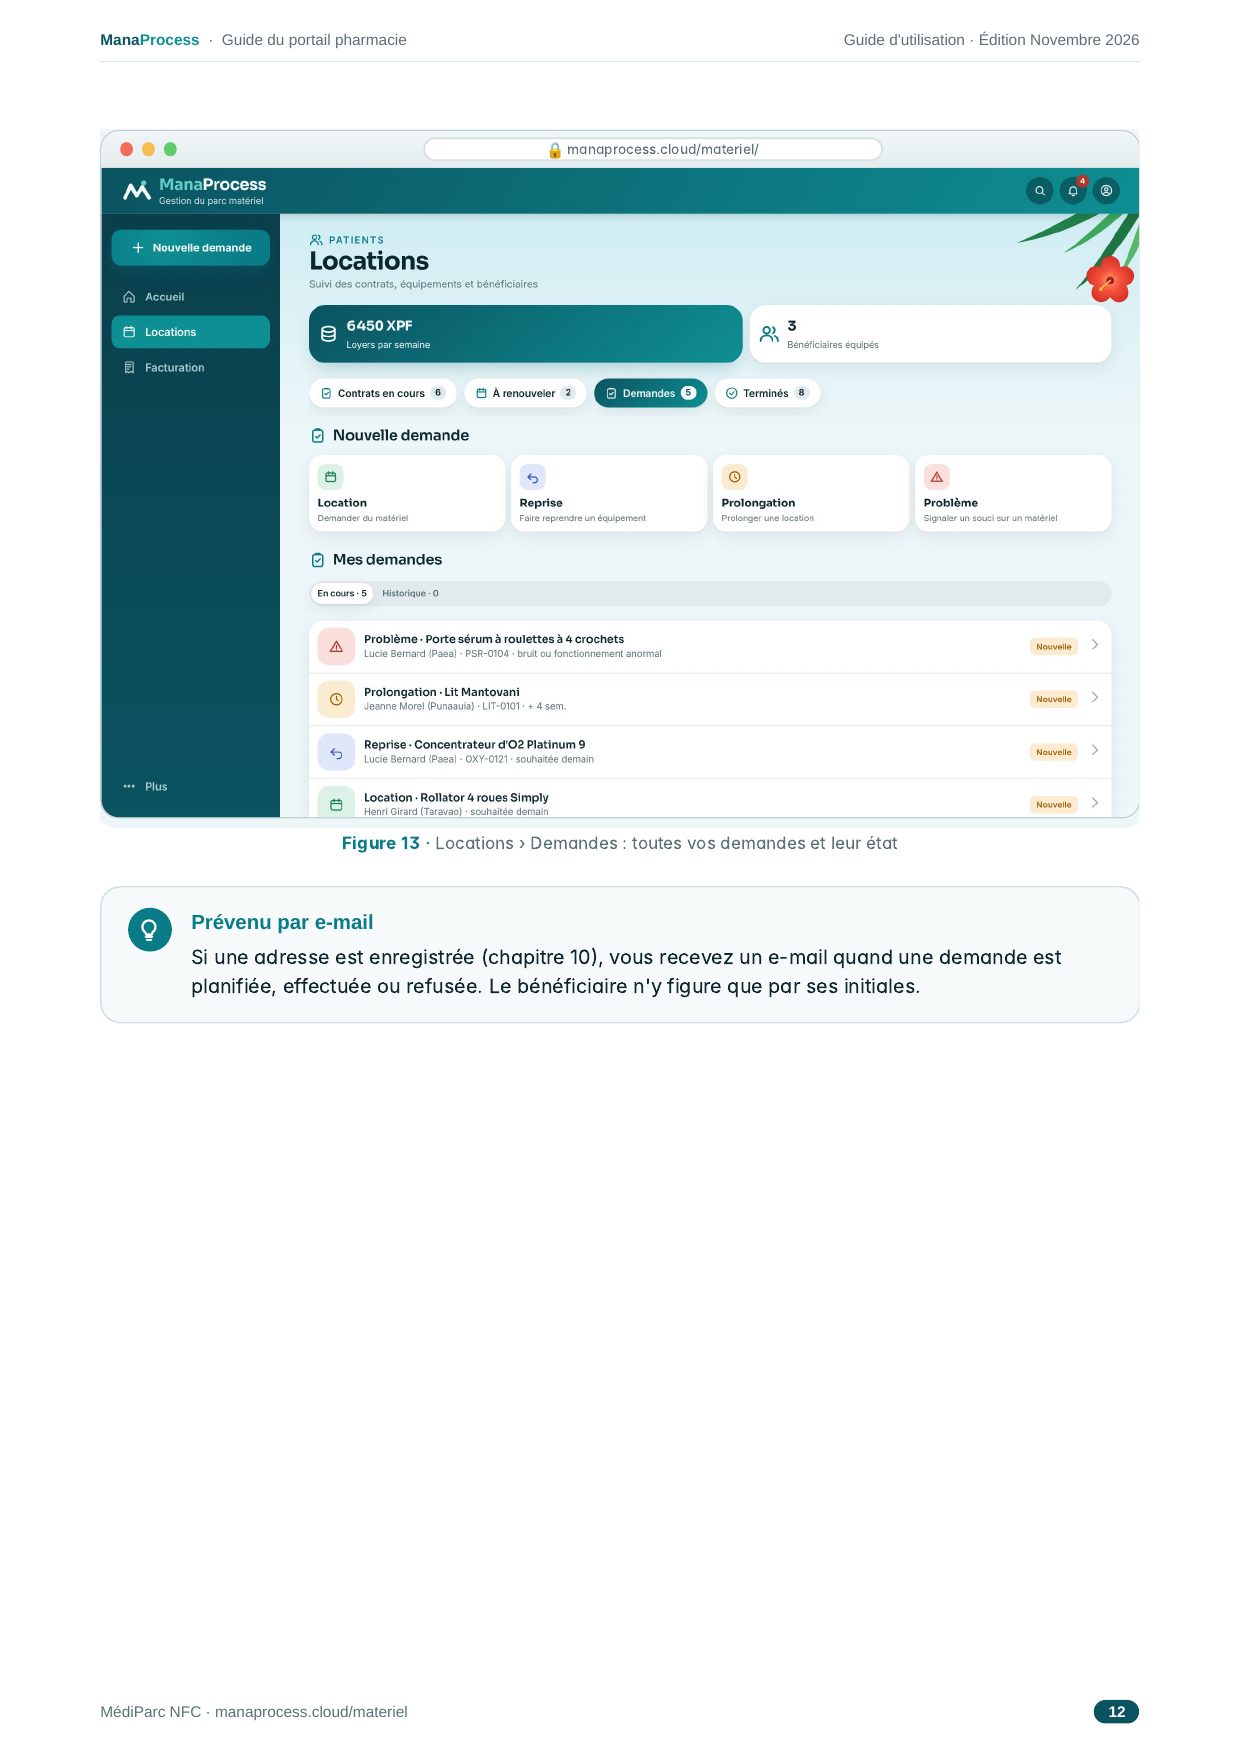 ManaProcess · Guide du portail pharmacie
Guide d'utilisation · Édition Novembre 2026
manaprocess.cloud/materiel/
ManaProcess
Gestion du parc matériel
4
Nouvelle demande
Accueil
Locations
Facturation
Plus
PATIENTS
Locations
Suivi des contrats, équipements et bénéficiaires
6 450 XPF
Loyers par semaine
3
Bénéficiaires équipés
Contrats en cours 6
À renouveler 2
Demandes 5
Terminés 8
Nouvelle demande
Location
Demander du matériel
Reprise
Faire reprendre un équipement
Prolongation
Prolonger une location
Problème
Signaler un souci sur un matériel
Mes demandes
En cours · 5
Historique · 0
Problème · Porte sérum à roulettes à 4 crochets
Lucie Bernard (Paea) · PSR-0104 · bruit ou fonctionnement anormal
Nouvelle
Prolongation · Lit Mantovani
Jeanne Morel (Punaauia) · LIT-0101 · + 4 sem.
Nouvelle
Reprise · Concentrateur d'O2 Platinum 9
Lucie Bernard (Paea) · OXY-0121 · souhaitée demain
Nouvelle
Location · Rollator 4 roues Simply
Henri Girard (Taravao) · souhaitée demain
Nouvelle
Figure 13 · Locations › Demandes : toutes vos demandes et leur état
Prévenu par e-mail
Si une adresse est enregistrée (chapitre 10), vous recevez un e-mail quand une demande est
planifiée, effectuée ou refusée. Le bénéficiaire n'y figure que par ses initiales.
MédiParc NFC · manaprocess.cloud/materiel
12